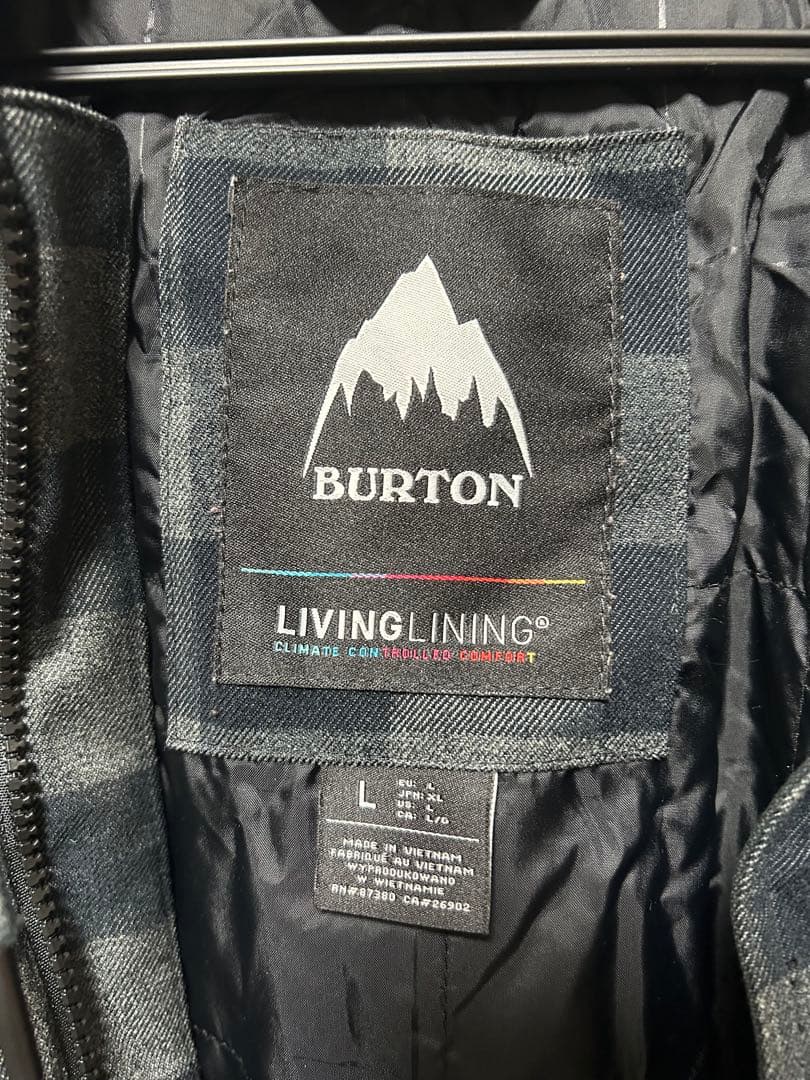 BURTON
LIVINGLINING®
CLIMATE CONTROLLED COMFORT
L
EU: L
JPN: XL
US: L
CA: L/G
MADE IN VIETNAM
FABRIQUÉ AU VIETNAM
WYPRODUKOWANO
W WIETNAMIE
RN#87380 CA#26902